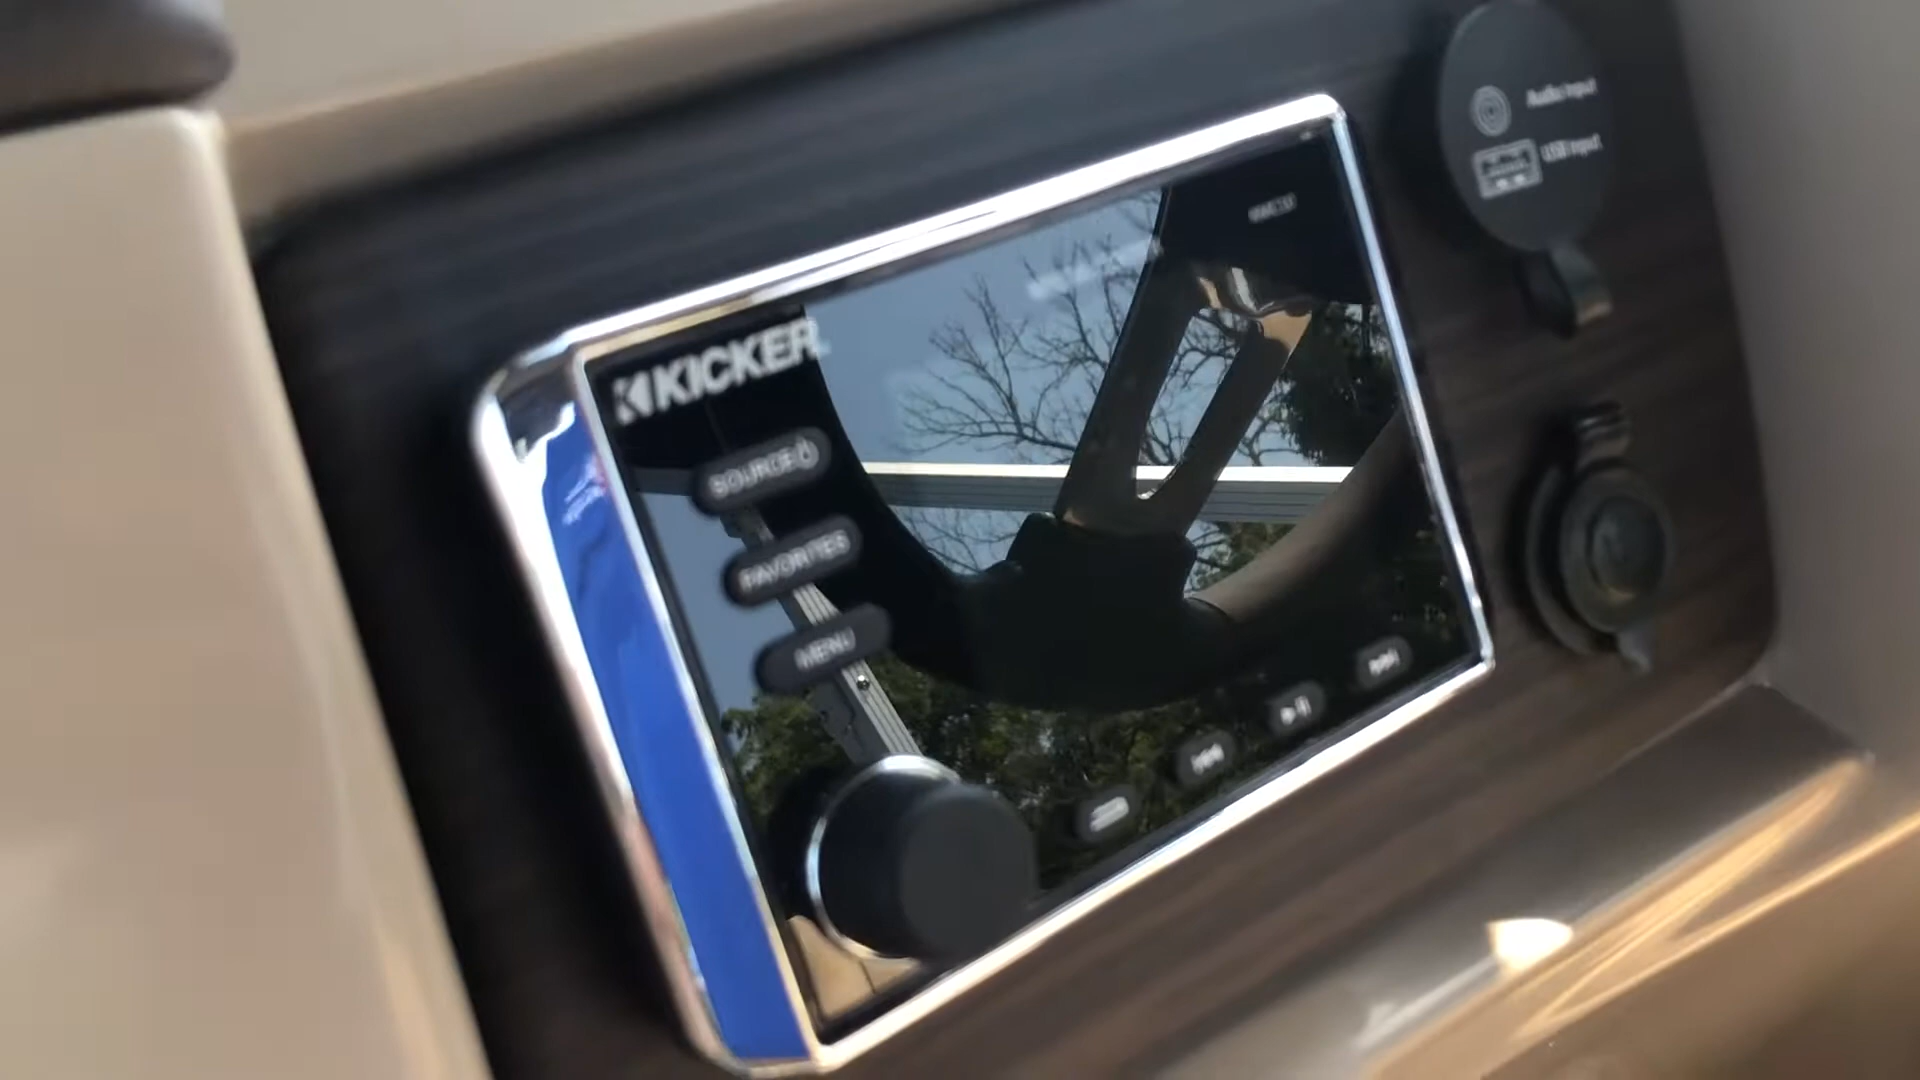 Audio Input
USB Input
KICKER
SOURCE
FAVORITES
MENU